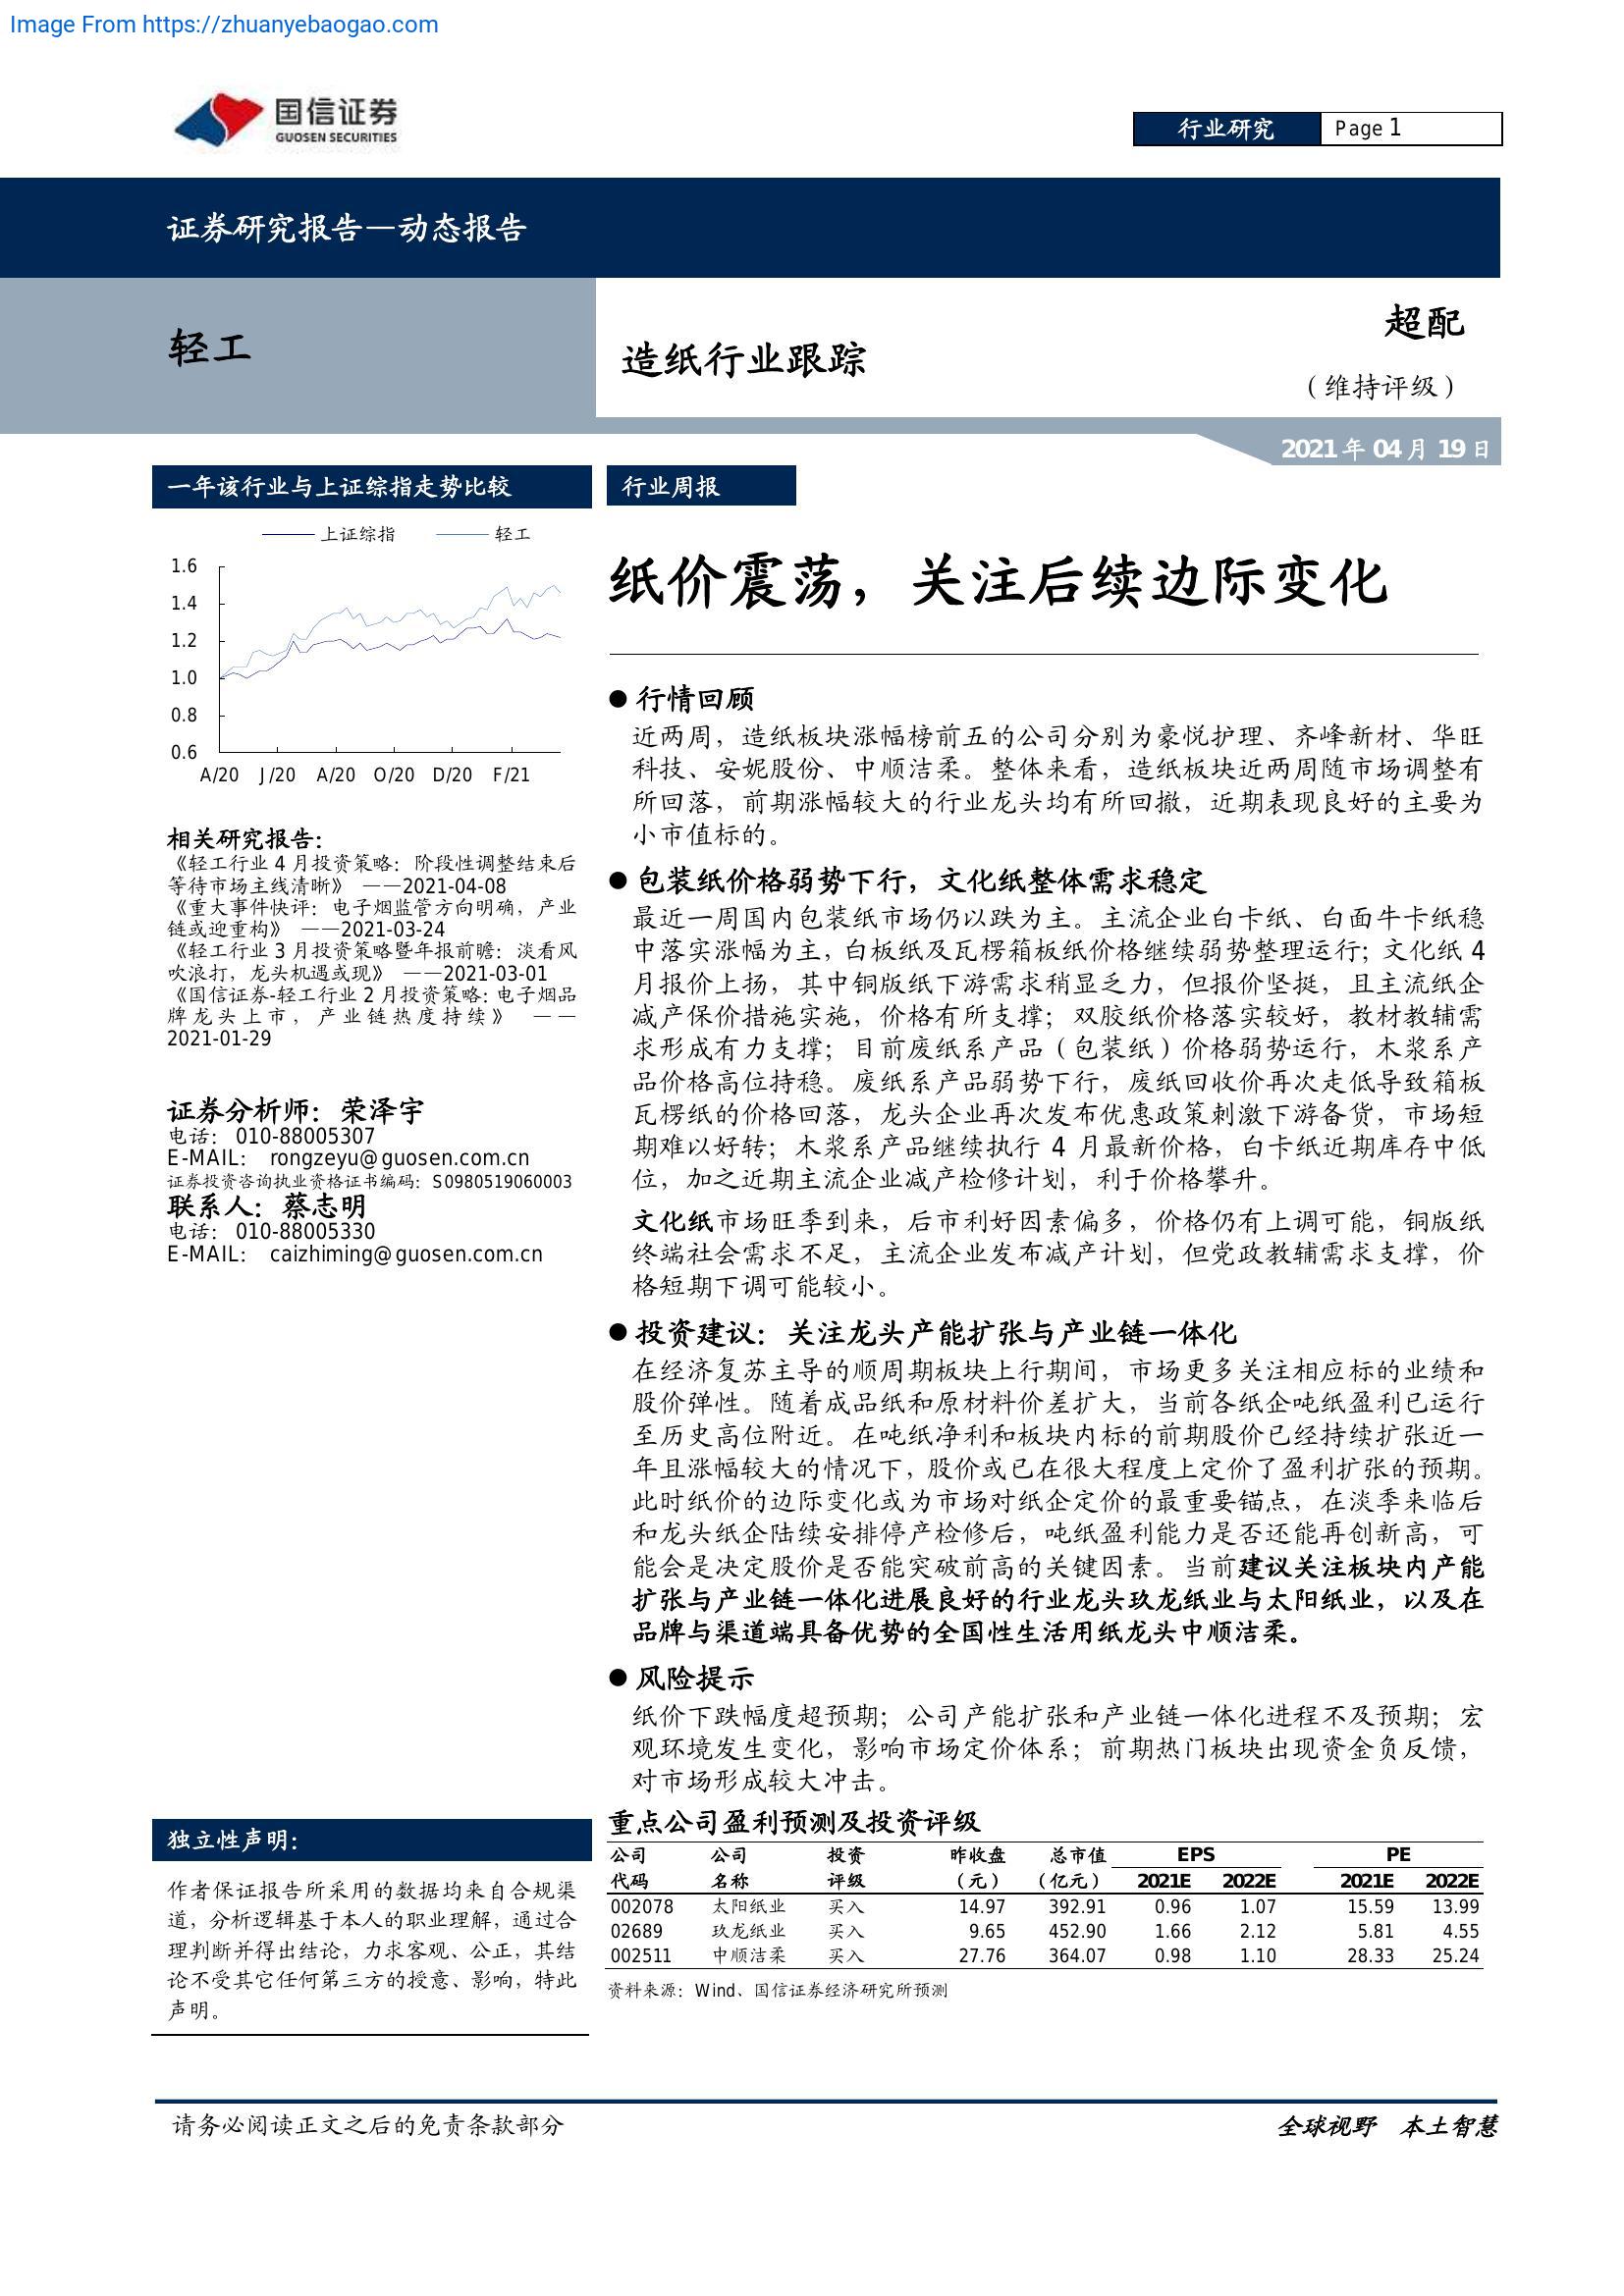 Image From https://zhuanyebaogao.com
国信证券
GUOSEN SECURITIES
行业研究
Page 1
证券研究报告—动态报告
轻工
造纸行业跟踪
超配
（维持评级）
2021 年 04 月 19 日
一年该行业与上证综指走势比较
上证综指 轻工
1.6
1.4
1.2
1.0
0.8
0.6
A/20 J/20 A/20 O/20 D/20 F/21
相关研究报告：
《轻工行业 4 月投资策略：阶段性调整结束后
等待市场主线清晰》 ——2021-04-08
《重大事件快评：电子烟监管方向明确，产业
链或迎重构》 ——2021-03-24
《轻工行业 3 月投资策略暨年报前瞻：淡看风
吹浪打，龙头机遇或现》 ——2021-03-01
《国信证券-轻工行业 2 月投资策略：电子烟品
牌龙头上市，产业链热度持续》 ——
2021-01-29
证券分析师：荣泽宇
电话： 010-88005307
E-MAIL： rongzeyu@guosen.com.cn
证券投资咨询执业资格证书编码：S0980519060003
联系人：蔡志明
电话： 010-88005330
E-MAIL： caizhiming@guosen.com.cn
独立性声明：
作者保证报告所采用的数据均来自合规渠
道，分析逻辑基于本人的职业理解，通过合
理判断并得出结论，力求客观、公正，其结
论不受其它任何第三方的授意、影响，特此
声明。
行业周报
纸价震荡，关注后续边际变化
● 行情回顾
近两周，造纸板块涨幅榜前五的公司分别为豪悦护理、齐峰新材、华旺
科技、安妮股份、中顺洁柔。整体来看，造纸板块近两周随市场调整有
所回落，前期涨幅较大的行业龙头均有所回撤，近期表现良好的主要为
小市值标的。
● 包装纸价格弱势下行，文化纸整体需求稳定
最近一周国内包装纸市场仍以跌为主。主流企业白卡纸、白面牛卡纸稳
中落实涨幅为主，白板纸及瓦楞箱板纸价格继续弱势整理运行；文化纸 4
月报价上扬，其中铜版纸下游需求稍显乏力，但报价坚挺，且主流纸企
减产保价措施实施，价格有所支撑；双胶纸价格落实较好，教材教辅需
求形成有力支撑；目前废纸系产品（包装纸）价格弱势运行，木浆系产
品价格高位持稳。废纸系产品弱势下行，废纸回收价再次走低导致箱板
瓦楞纸的价格回落，龙头企业再次发布优惠政策刺激下游备货，市场短
期难以好转；木浆系产品继续执行 4 月最新价格，白卡纸近期库存中低
位，加之近期主流企业减产检修计划，利于价格攀升。
文化纸市场旺季到来，后市利好因素偏多，价格仍有上调可能，铜版纸
终端社会需求不足，主流企业发布减产计划，但党政教辅需求支撑，价
格短期下调可能较小。
● 投资建议：关注龙头产能扩张与产业链一体化
在经济复苏主导的顺周期板块上行期间，市场更多关注相应标的业绩和
股价弹性。随着成品纸和原材料价差扩大，当前各纸企吨纸盈利已运行
至历史高位附近。在吨纸净利和板块内标的前期股价已经持续扩张近一
年且涨幅较大的情况下，股价或已在很大程度上定价了盈利扩张的预期。
此时纸价的边际变化或为市场对纸企定价的最重要锚点，在淡季来临后
和龙头纸企陆续安排停产检修后，吨纸盈利能力是否还能再创新高，可
能会是决定股价是否能突破前高的关键因素。当前建议关注板块内产能
扩张与产业链一体化进展良好的行业龙头玖龙纸业与太阳纸业，以及在
品牌与渠道端具备优势的全国性生活用纸龙头中顺洁柔。
● 风险提示
纸价下跌幅度超预期；公司产能扩张和产业链一体化进程不及预期；宏
观环境发生变化，影响市场定价体系；前期热门板块出现资金负反馈，
对市场形成较大冲击。
重点公司盈利预测及投资评级
公司 公司 投资 昨收盘 总市值 EPS PE
代码 名称 评级 （元） （亿元） 2021E 2022E 2021E 2022E
002078 太阳纸业 买入 14.97 392.91 0.96 1.07 15.59 13.99
02689 玖龙纸业 买入 9.65 452.90 1.66 2.12 5.81 4.55
002511 中顺洁柔 买入 27.76 364.07 0.98 1.10 28.33 25.24
资料来源：Wind、国信证券经济研究所预测
请务必阅读正文之后的免责条款部分
全球视野 本土智慧